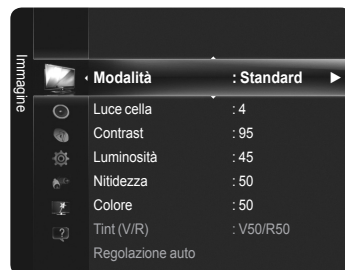 Immagine
Modalità : Standard
Luce cella : 4
Contrast : 95
Luminosità : 45
Nitidezza : 50
Colore : 50
Tint (V/R) : V50/R50
Regolazione auto